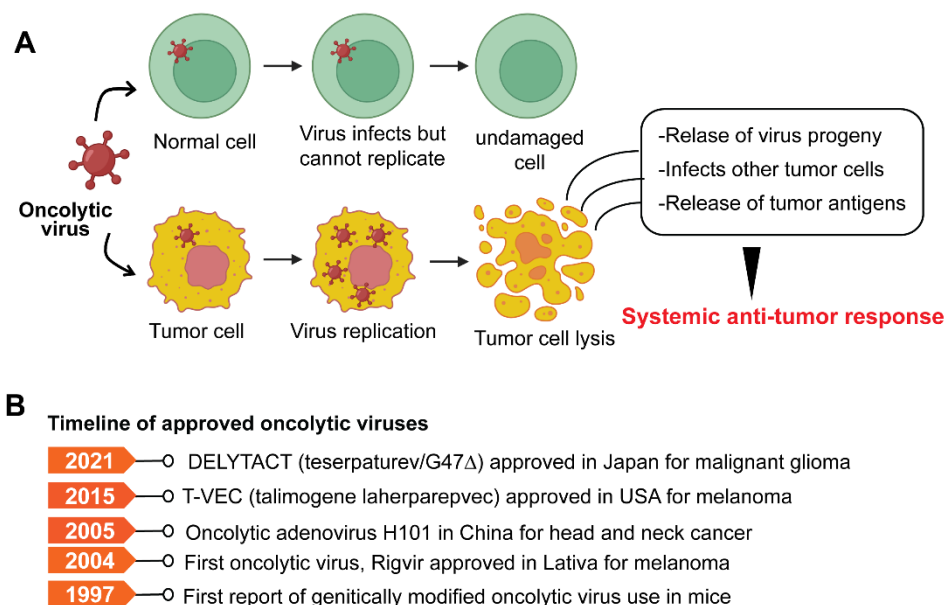 A
Normal cell
Virus infects but
cannot replicate
undamaged
cell
Oncolytic
virus
-Relase of virus progeny
-Infects other tumor cells
-Release of tumor antigens
Tumor cell
Virus replication
Tumor cell lysis
Systemic anti-tumor response
B
Timeline of approved oncolytic viruses
2021 DELYTACT (teserpaturev/G47Δ) approved in Japan for malignant glioma
2015 T-VEC (talimogene laherparepvec) approved in USA for melanoma
2005 Oncolytic adenovirus H101 in China for head and neck cancer
2004 First oncolytic virus, Rigvir approved in Lativa for melanoma
1997 First report of genitically modified oncolytic virus use in mice